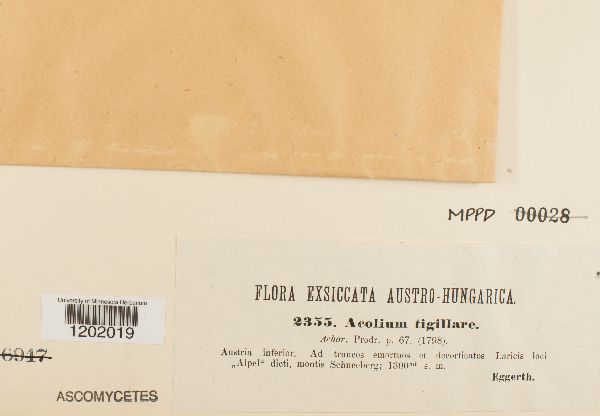 MPPD 00028
FLORA EXSICCATA AUSTRO-HUNGARICA.
2355. Acolium tigillare.
Achar. Prodr. p. 67. (1798).
Austria inferior. Ad truncos emortuos et decorticatos Laricis loci
„Alpel“ dicti, montis Schneeberg; 1300ᵐᵗ s. m.
Eggerth.
University of Minnesota Herbarium
1202019
6947
ASCOMYCETES